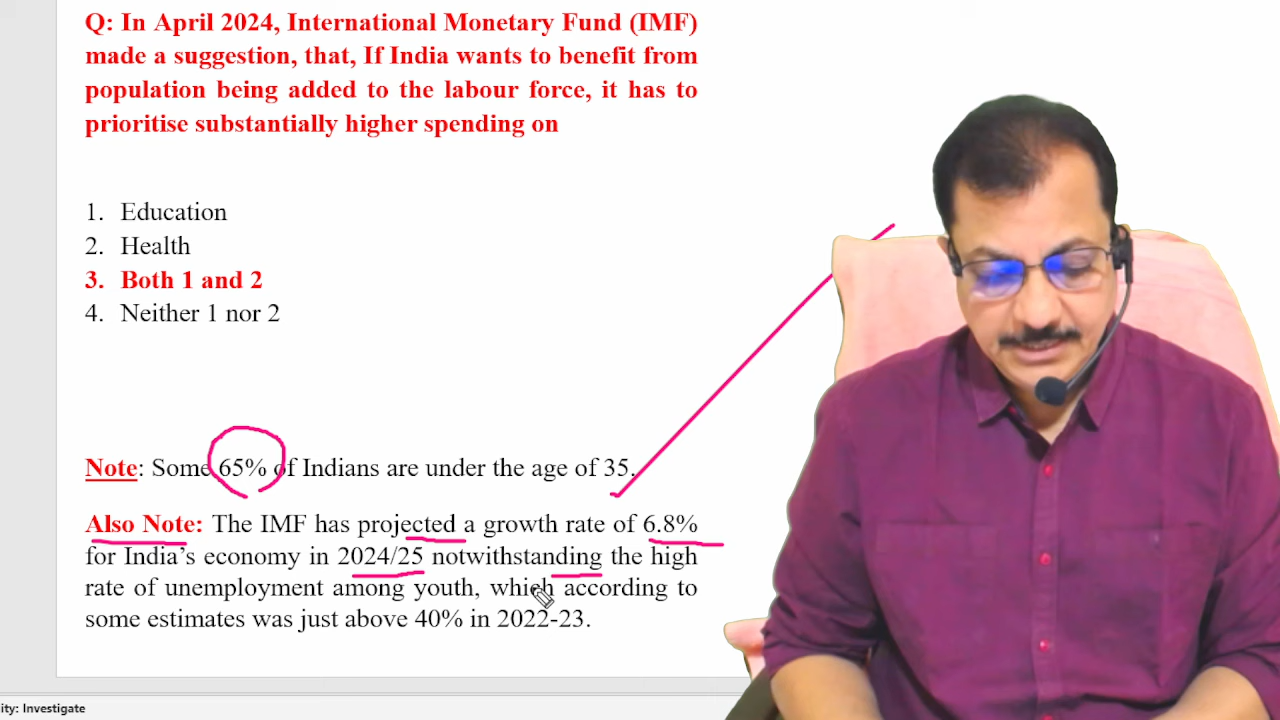 Q: In April 2024, International Monetary Fund (IMF)
made a suggestion, that, If India wants to benefit from
population being added to the labour force, it has to
prioritise substantially higher spending on
1. Education
2. Health
3. Both 1 and 2
4. Neither 1 nor 2
Note: Some 65% of Indians are under the age of 35.
Also Note: The IMF has projected a growth rate of 6.8%
for India's economy in 2024/25 notwithstanding the high
rate of unemployment among youth, which according to
some estimates was just above 40% in 2022-23.
ity: Investigate